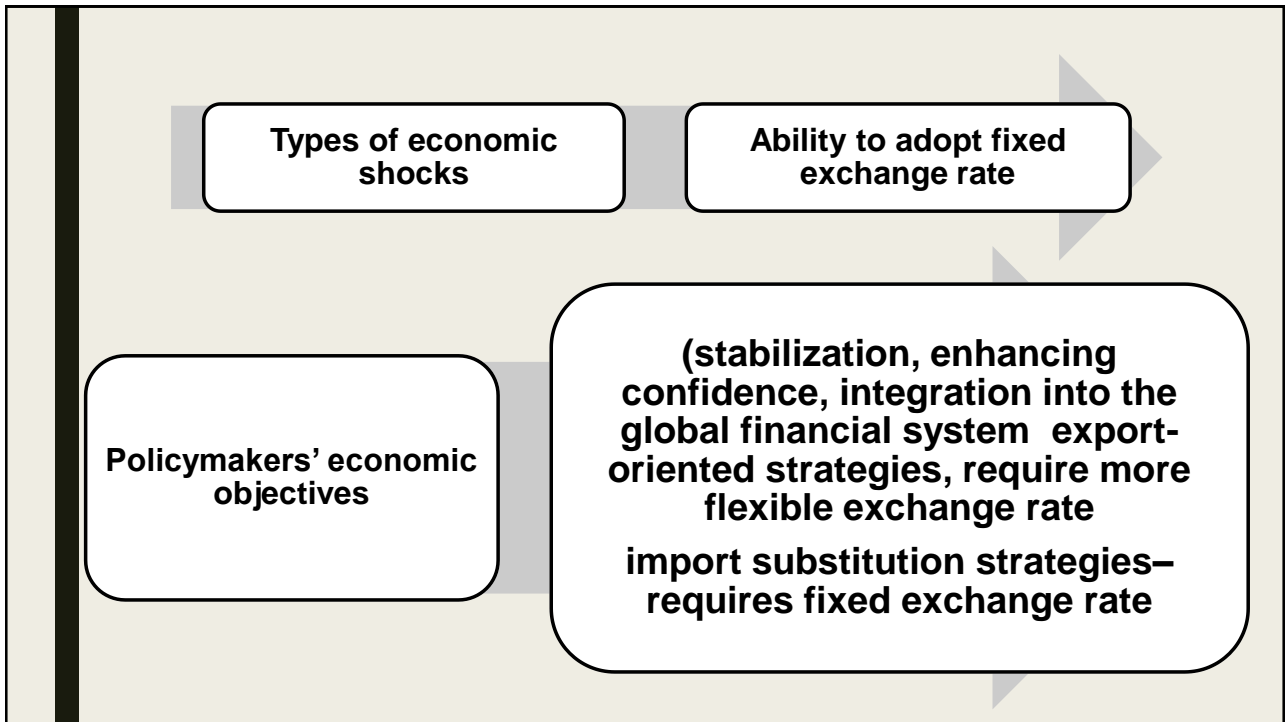 Types of economic
shocks
Ability to adopt fixed
exchange rate
Policymakers’ economic
objectives
(stabilization, enhancing
confidence, integration into the
global financial system  export-
oriented strategies, require more
flexible exchange rate
import substitution strategies–
requires fixed exchange rate